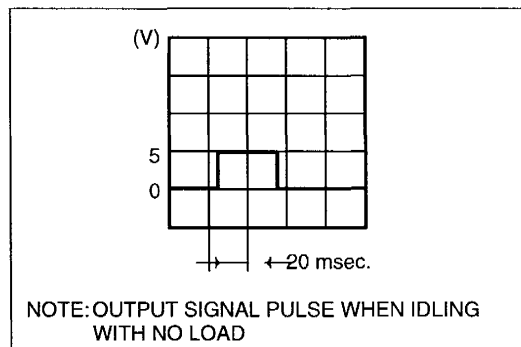 (V)
5
0
20 msec.
NOTE: OUTPUT SIGNAL PULSE WHEN IDLING
WITH NO LOAD